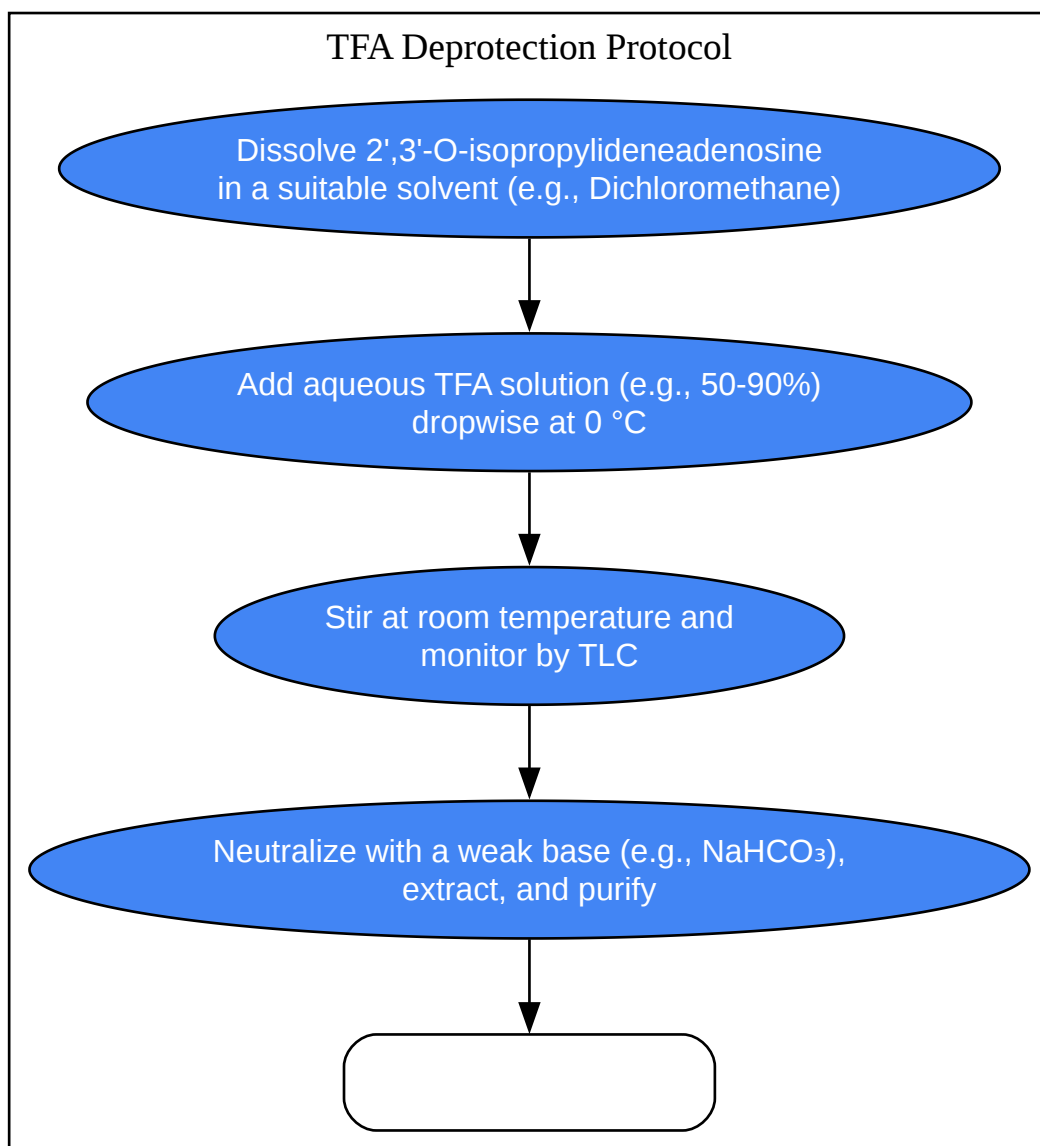 TFA Deprotection Protocol
Dissolve 2',3'-O-isopropylideneadenosine
in a suitable solvent (e.g., Dichloromethane)
Add aqueous TFA solution (e.g., 50-90%)
dropwise at 0 °C
Stir at room temperature and
monitor by TLC
Neutralize with a weak base (e.g., NaHCO₃),
extract, and purify